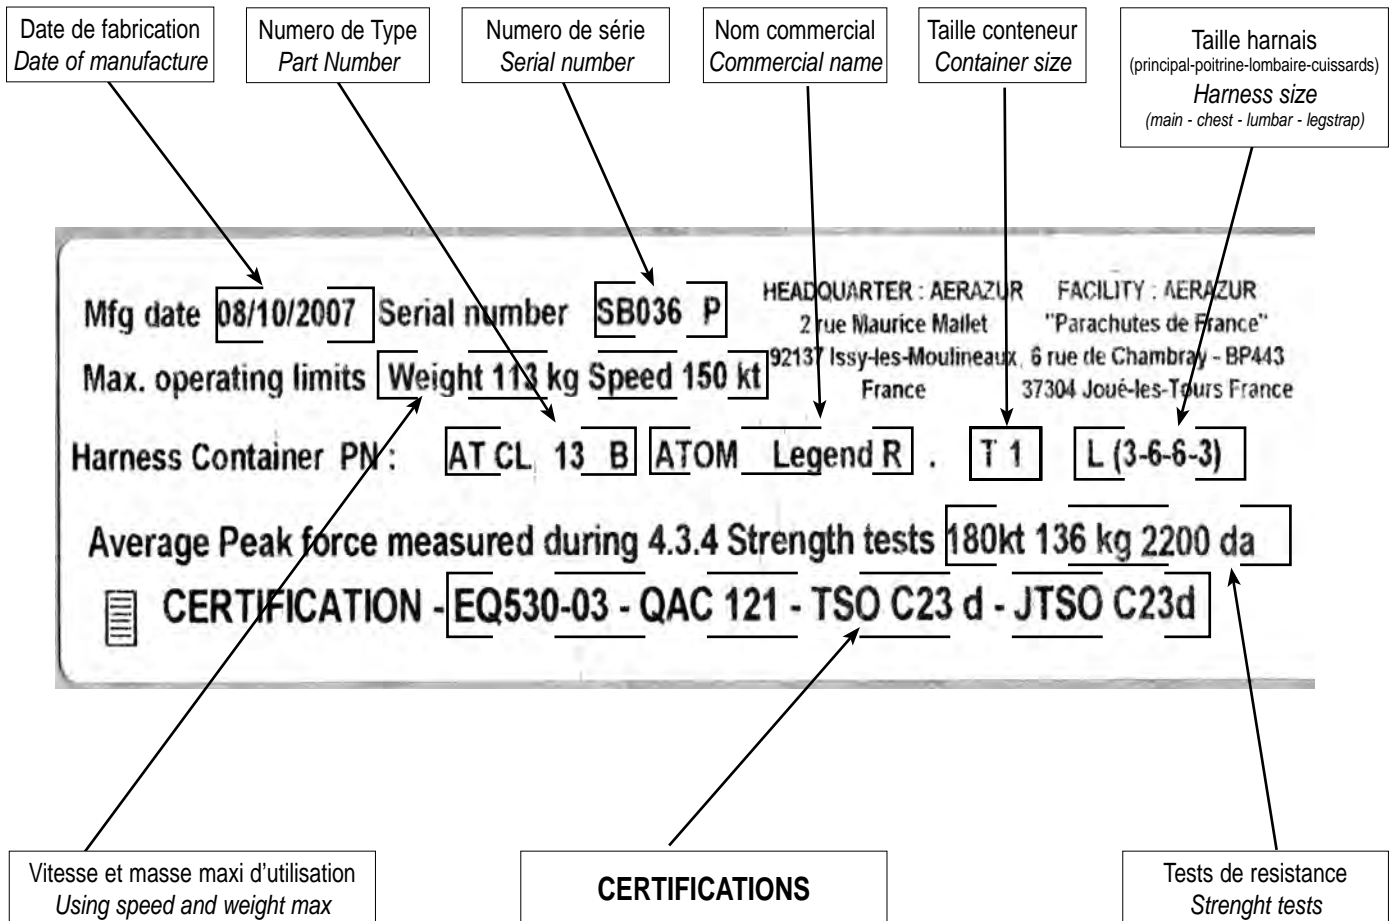 Date de fabrication
Date of manufacture
Numero de Type
Part Number
Numero de série
Serial number
Nom commercial
Commercial name
Taille conteneur
Container size
Taille harnais
(principal-poitrine-lombaire-cuissards)
Harness size
(main - chest - lumbar - legstrap)
Mfg date 08/10/2007 Serial number SB036 P
Max. operating limits Weight 113 kg Speed 150 kt
HEADQUARTER : AERAZUR
2 rue Maurice Mallet
92137 Issy-les-Moulineaux
France
FACILITY : AERAZUR
"Parachutes de France"
6 rue de Chambray - BP443
37304 Joué-les-Tours France
Harness Container PN : AT CL 13 B ATOM Legend R . T 1 L (3-6-6-3)
Average Peak force measured during 4.3.4 Strength tests 180kt 136 kg 2200 da
CERTIFICATION - EQ530-03 - QAC 121 - TSO C23 d - JTSO C23d
Vitesse et masse maxi d'utilisation
Using speed and weight max
CERTIFICATIONS
Tests de resistance
Strenght tests